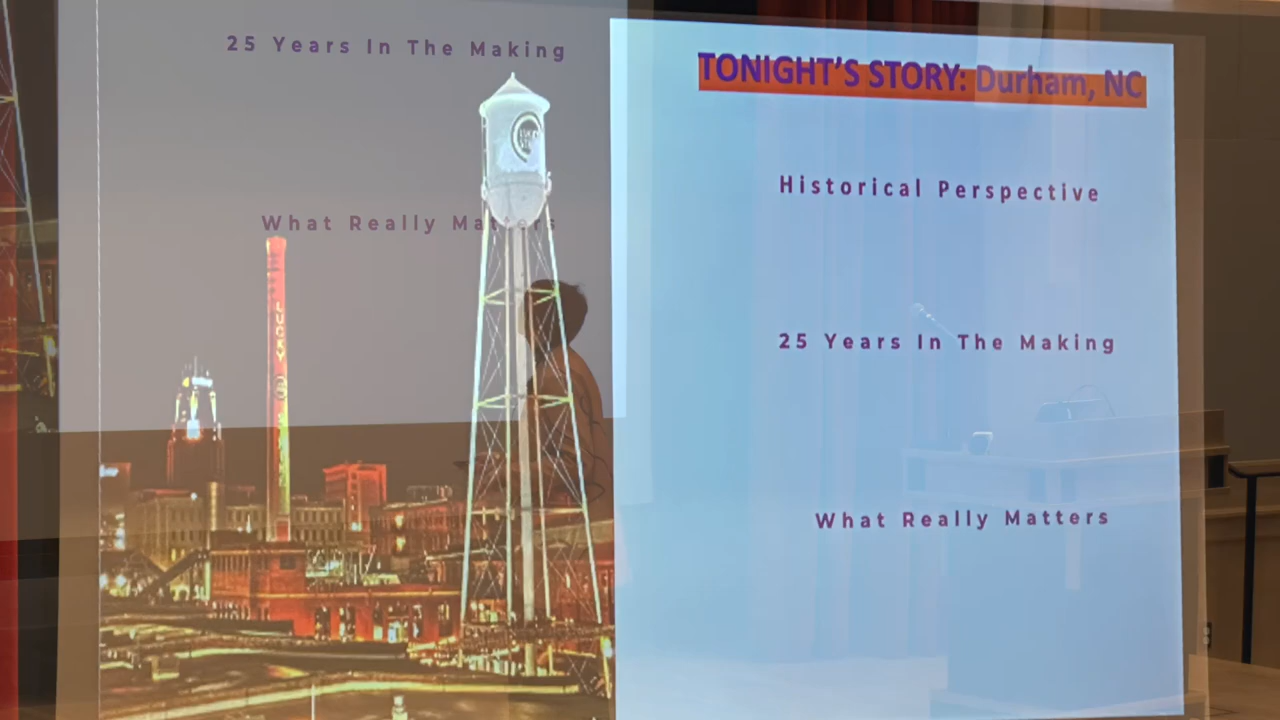 25 Years In The Making
What Really Matters
LUCKY
TONIGHT'S STORY: Durham, NC
Historical Perspective
25 Years In The Making
What Really Matters